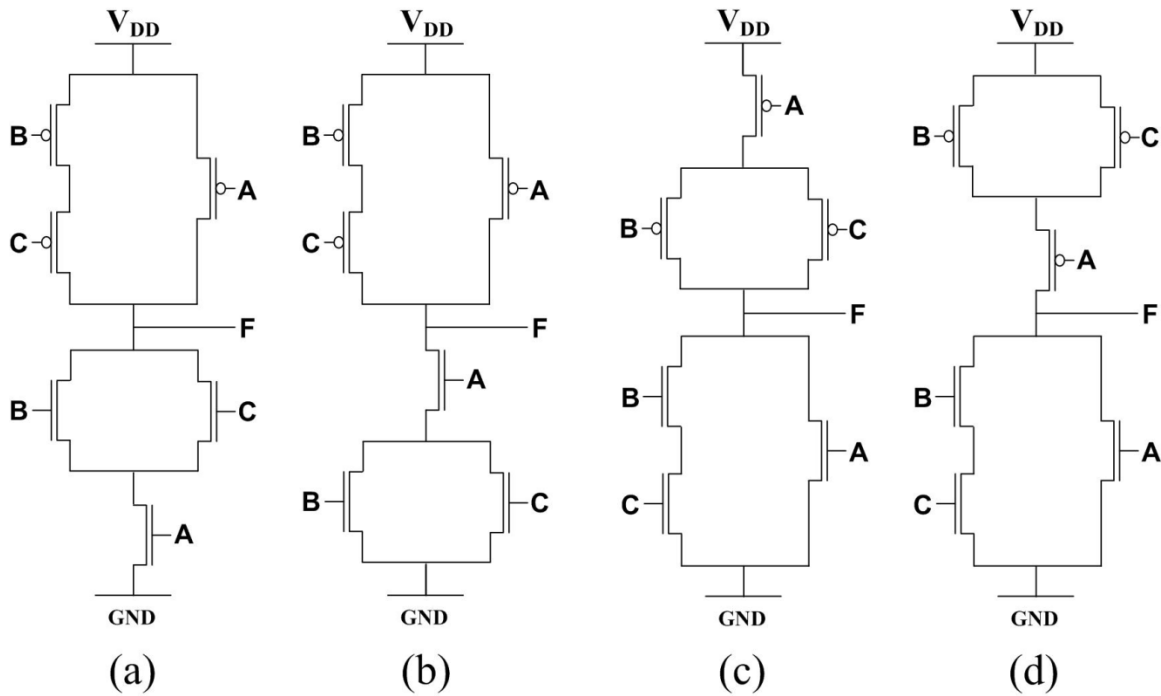 V_DD V_DD V_DD V_DD
A
B B B C
A A
B C
C C A
F F F F
A
B C B B
A A
B C C C
A
GND GND GND GND
(a) (b) (c) (d)